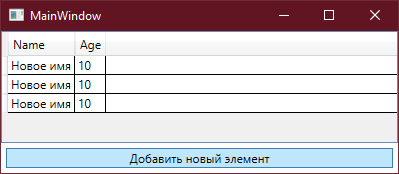 MainWindow
Name Age
Новое имя 10
Новое имя 10
Новое имя 10
Добавить новый элемент